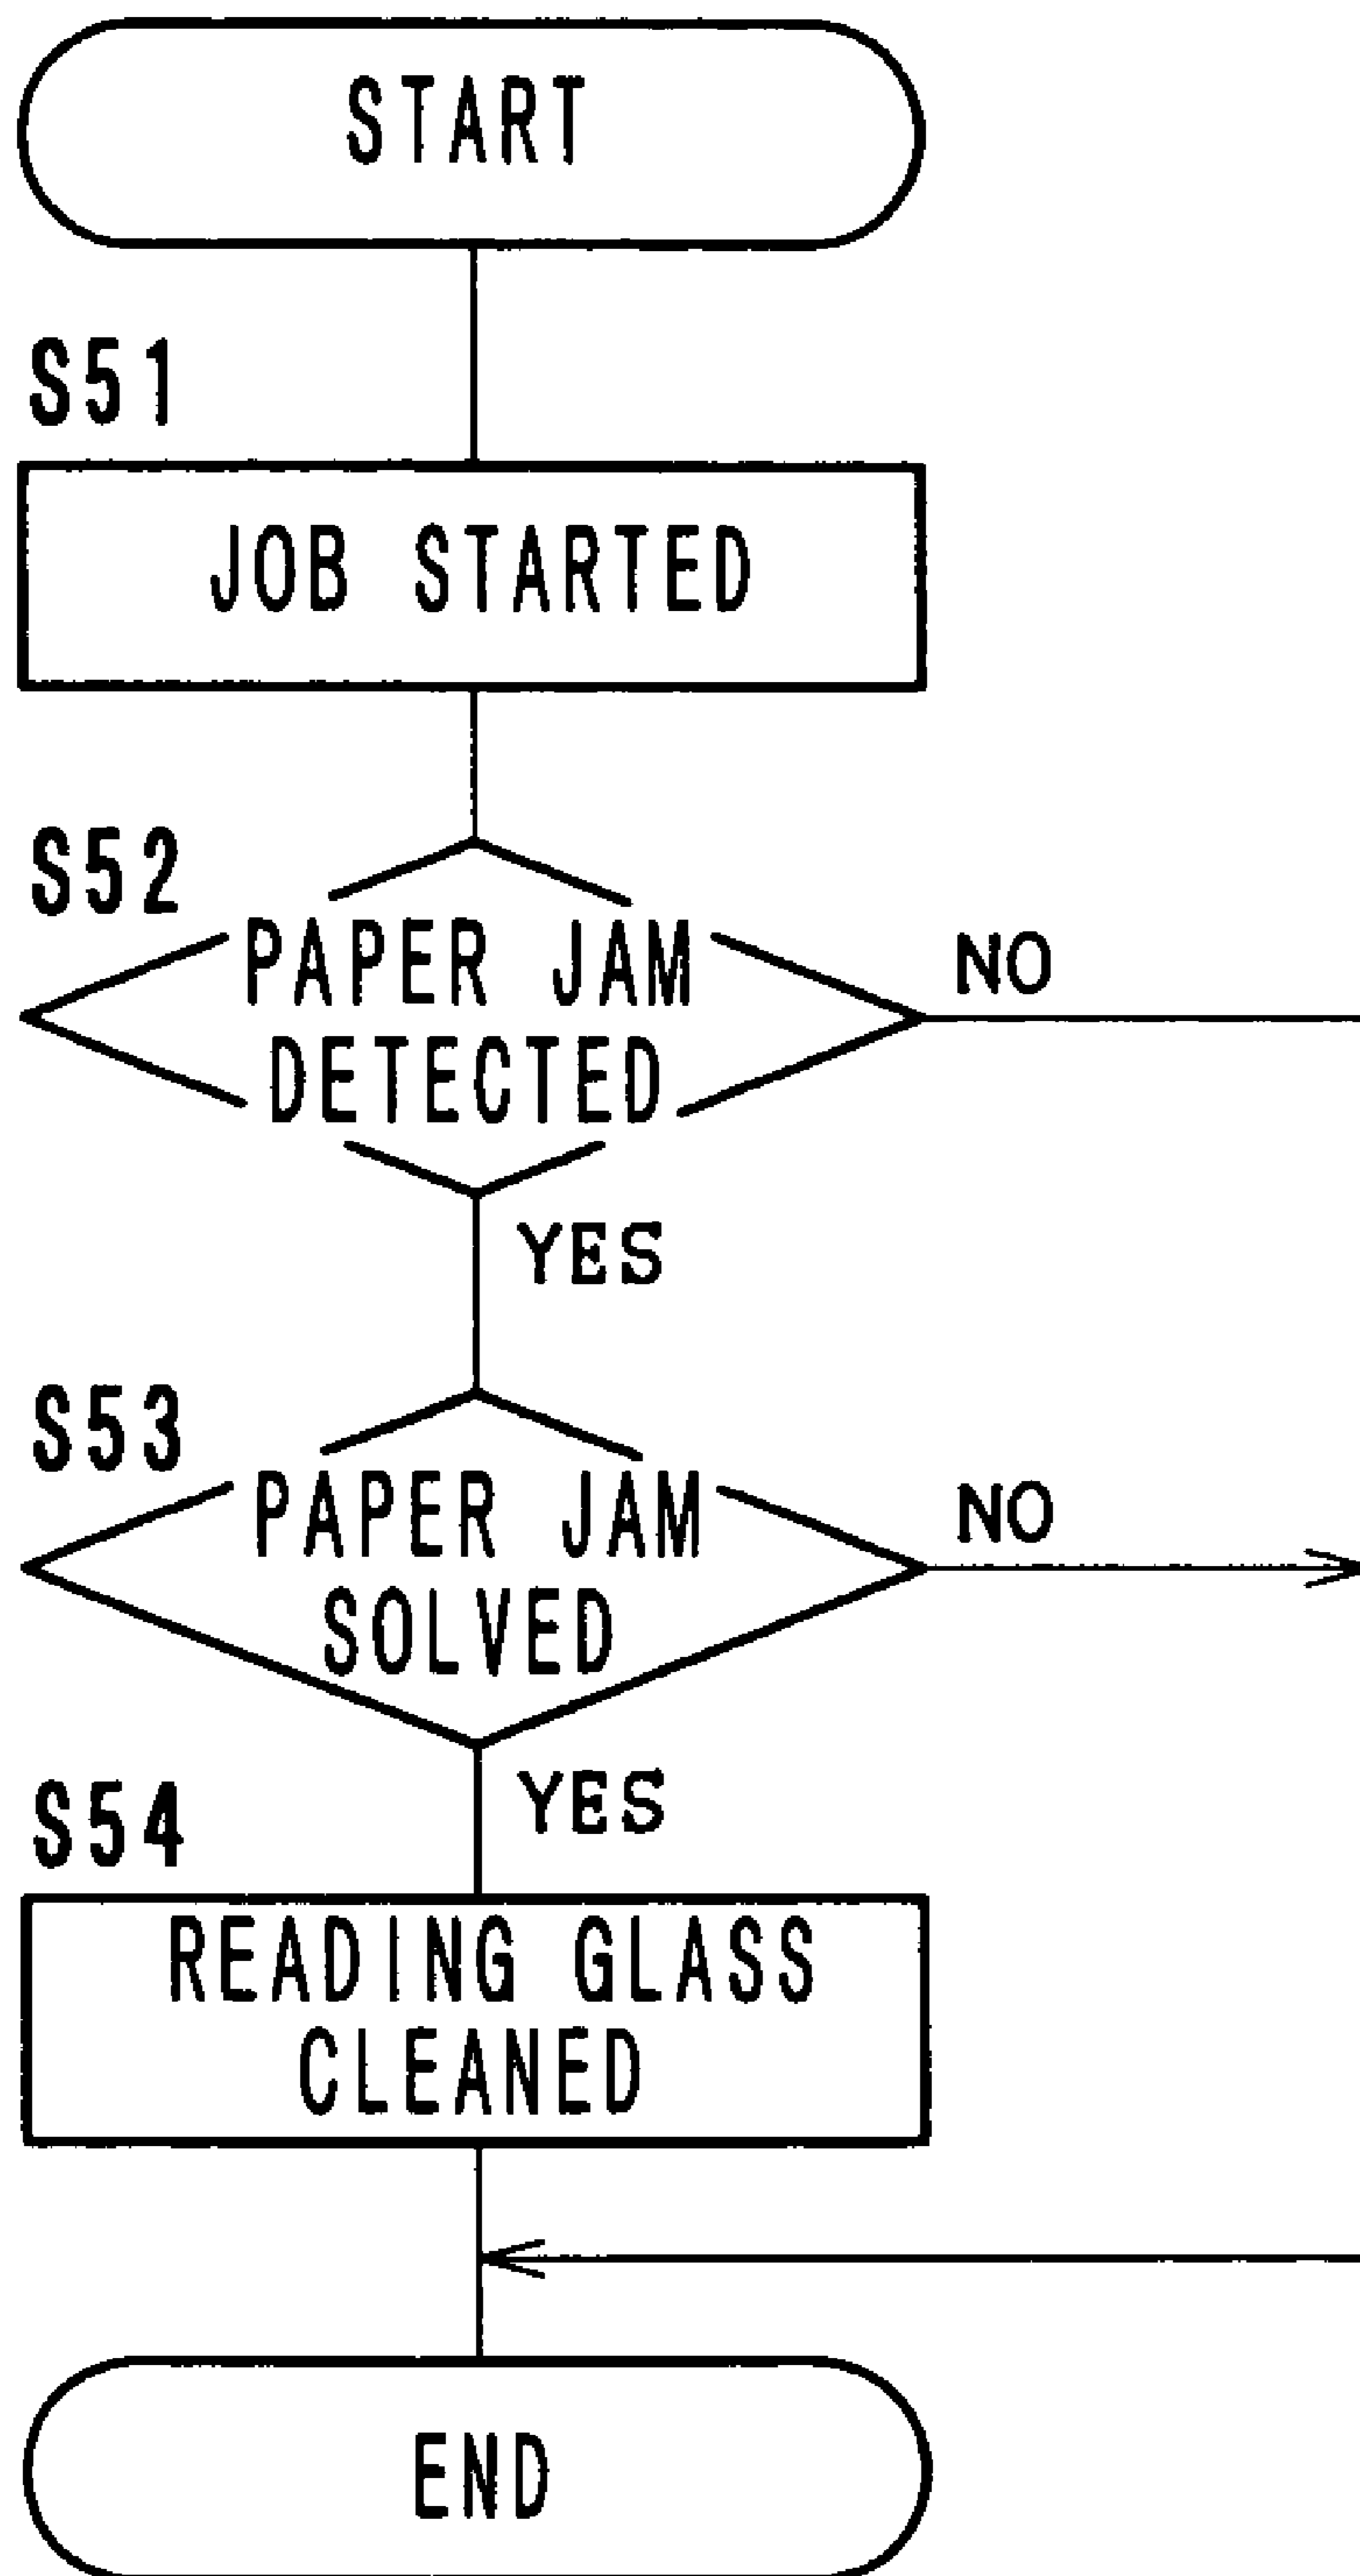 START
S51
JOB STARTED
S52
PAPER JAM
DETECTED
NO
YES
S53
PAPER JAM
SOLVED
NO
YES
S54
READING GLASS
CLEANED
END